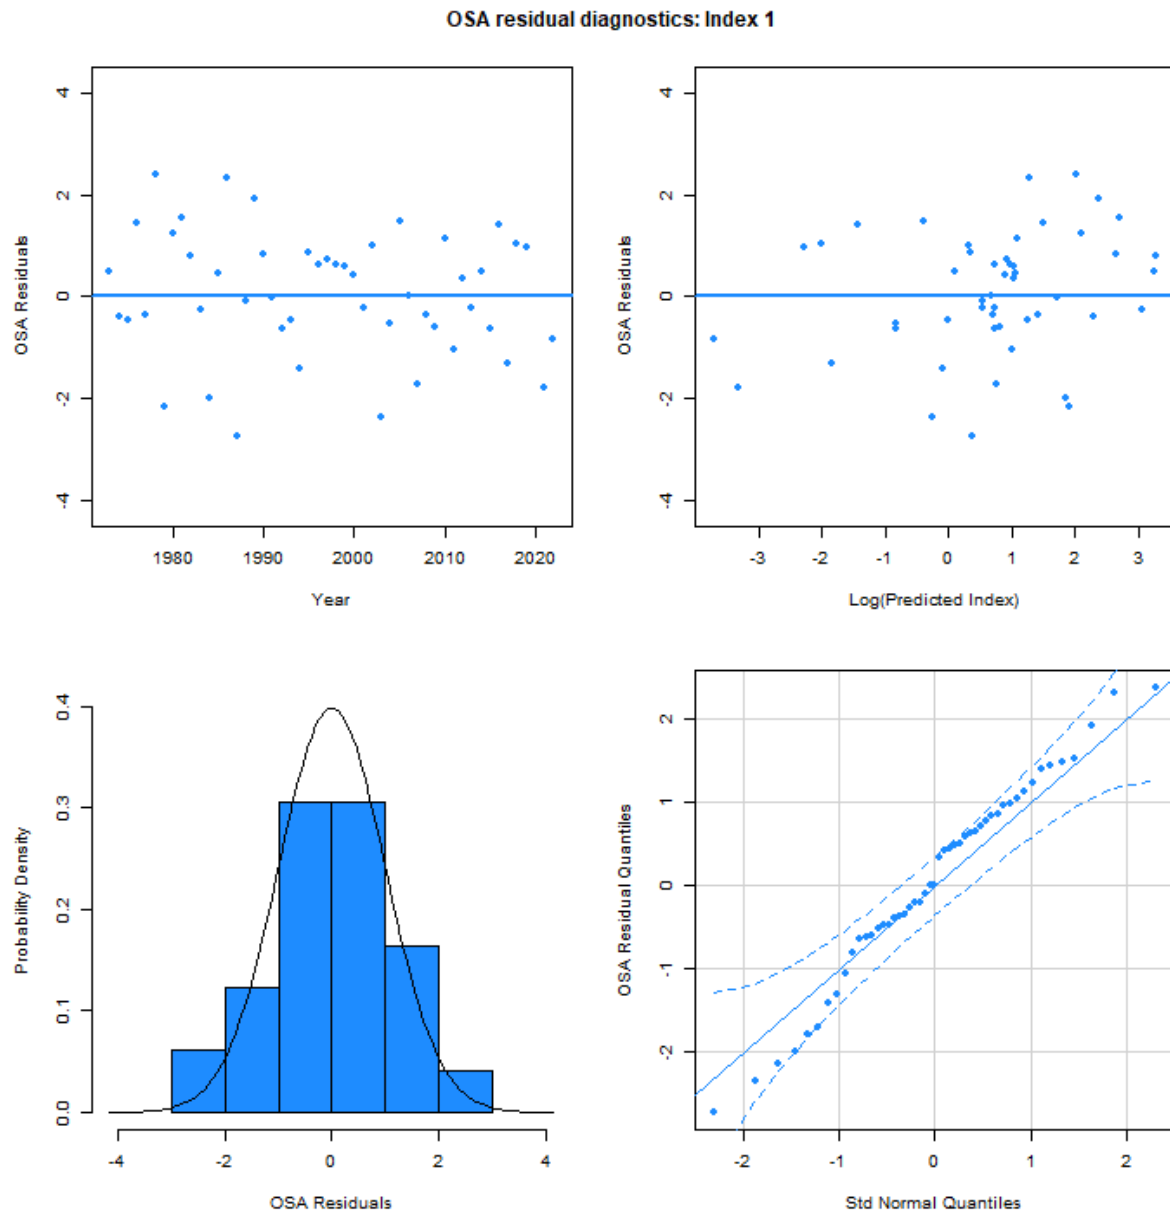 OSA residual diagnostics: Index 1
4
2
0
-2
-4
OSA Residuals
1980 1990 2000 2010 2020
Year
4
2
0
-2
-4
OSA Residuals
-3 -2 -1 0 1 2 3
Log(Predicted Index)
0.4
0.3
0.2
0.1
0.0
Probability Density
-4 -2 0 2 4
OSA Residuals
2
1
0
-1
-2
OSA Residual Quantiles
-2 -1 0 1 2
Std Normal Quantiles